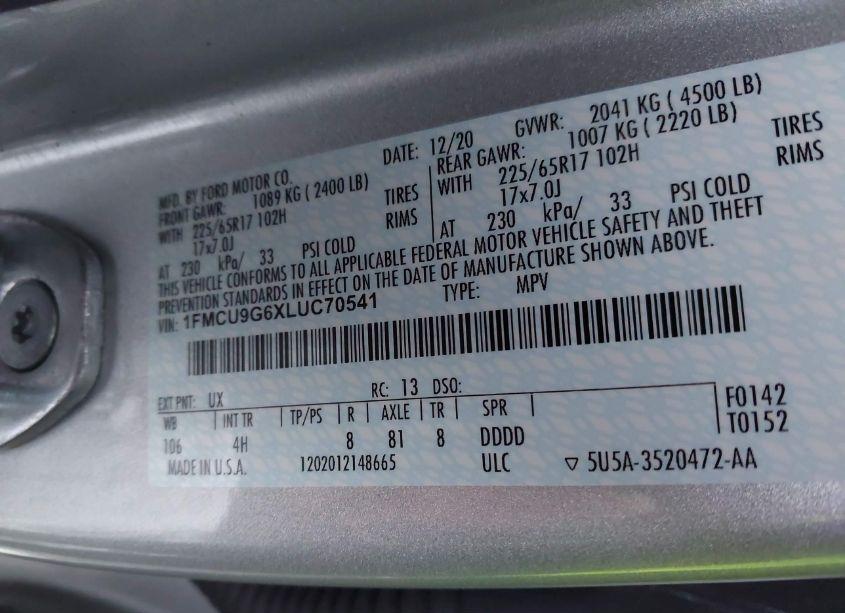 MFD. BY FORD MOTOR CO. DATE: 12/20 GVWR: 2041 KG ( 4500 LB)
FRONT GAWR: 1089 KG ( 2400 LB) REAR GAWR: 1007 KG ( 2220 LB)
WITH 225/65R17 102H TIRES WITH 225/65R17 102H TIRES
17x7.0J RIMS 17x7.0J RIMS
AT 230 kPa/ 33 PSI COLD AT 230 kPa/ 33 PSI COLD
THIS VEHICLE CONFORMS TO ALL APPLICABLE FEDERAL MOTOR VEHICLE SAFETY AND THEFT
PREVENTION STANDARDS IN EFFECT ON THE DATE OF MANUFACTURE SHOWN ABOVE.
VIN: 1FMCU9G6XLUC70541 TYPE: MPV
EXT PNT: UX RC: 13 DSO:
WB INT TR TP/PS R AXLE TR SPR F0142
106 4H 8 81 8 DDDD T0152
MADE IN U.S.A. 1202012148665 ULC ▽ 5U5A-3520472-AA